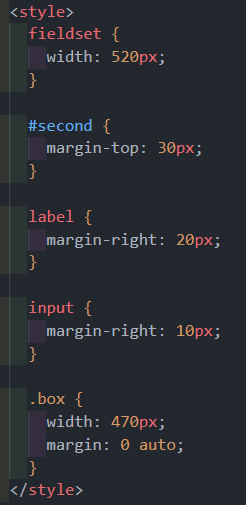 <style>
fieldset {
width: 520px;
}
#second {
margin-top: 30px;
}
label {
margin-right: 20px;
}
input {
margin-right: 10px;
}
.box {
width: 470px;
margin: 0 auto;
}
</style>